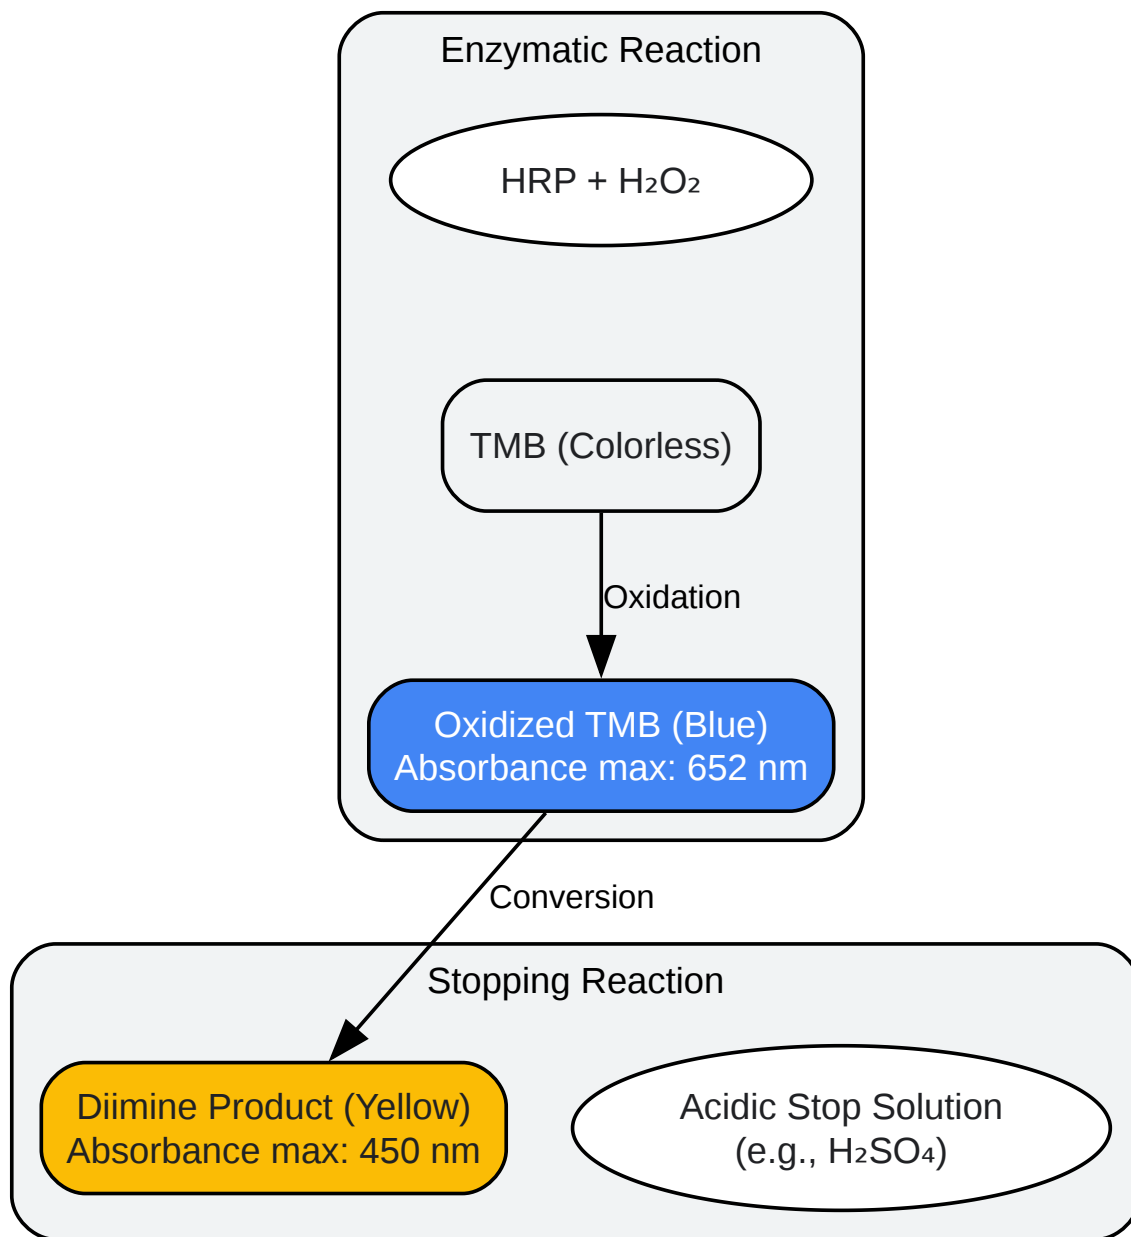 Enzymatic Reaction
HRP + H₂O₂
TMB (Colorless)
Oxidation
Oxidized TMB (Blue)
Absorbance max: 652 nm
Conversion
Stopping Reaction
Diimine Product (Yellow)
Absorbance max: 450 nm
Acidic Stop Solution
(e.g., H₂SO₄)